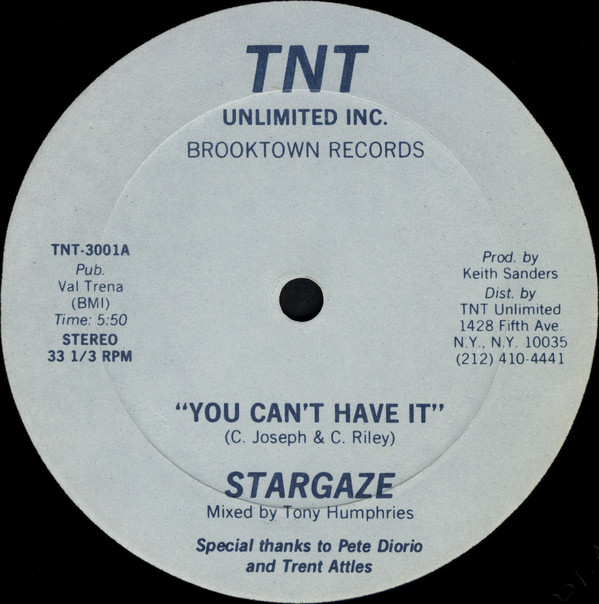 TNT
UNLIMITED INC.
BROOKTOWN RECORDS
TNT-3001A
Pub.
Val Trena
(BMI)
Time: 5:50
STEREO
33 1/3 RPM
Prod. by
Keith Sanders
Dist. by
TNT Unlimited
1428 Fifth Ave.
N.Y., N.Y. 10035
(212) 410-4441
"YOU CAN'T HAVE IT"
(C. Joseph & C. Riley)
STARGAZE
Mixed by Tony Humphries
Special thanks to Pete Diorio
and Trent Attles